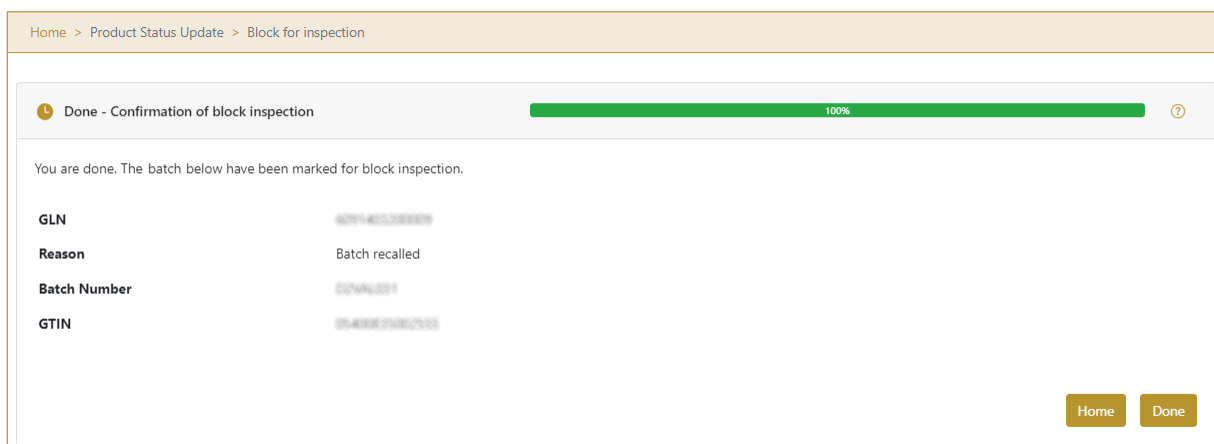 Home > Product Status Update > Block for inspection
Done - Confirmation of block inspection 100% ?
You are done. The batch below have been marked for block inspection.
GLN
Reason Batch recalled
Batch Number
GTIN
Home Done